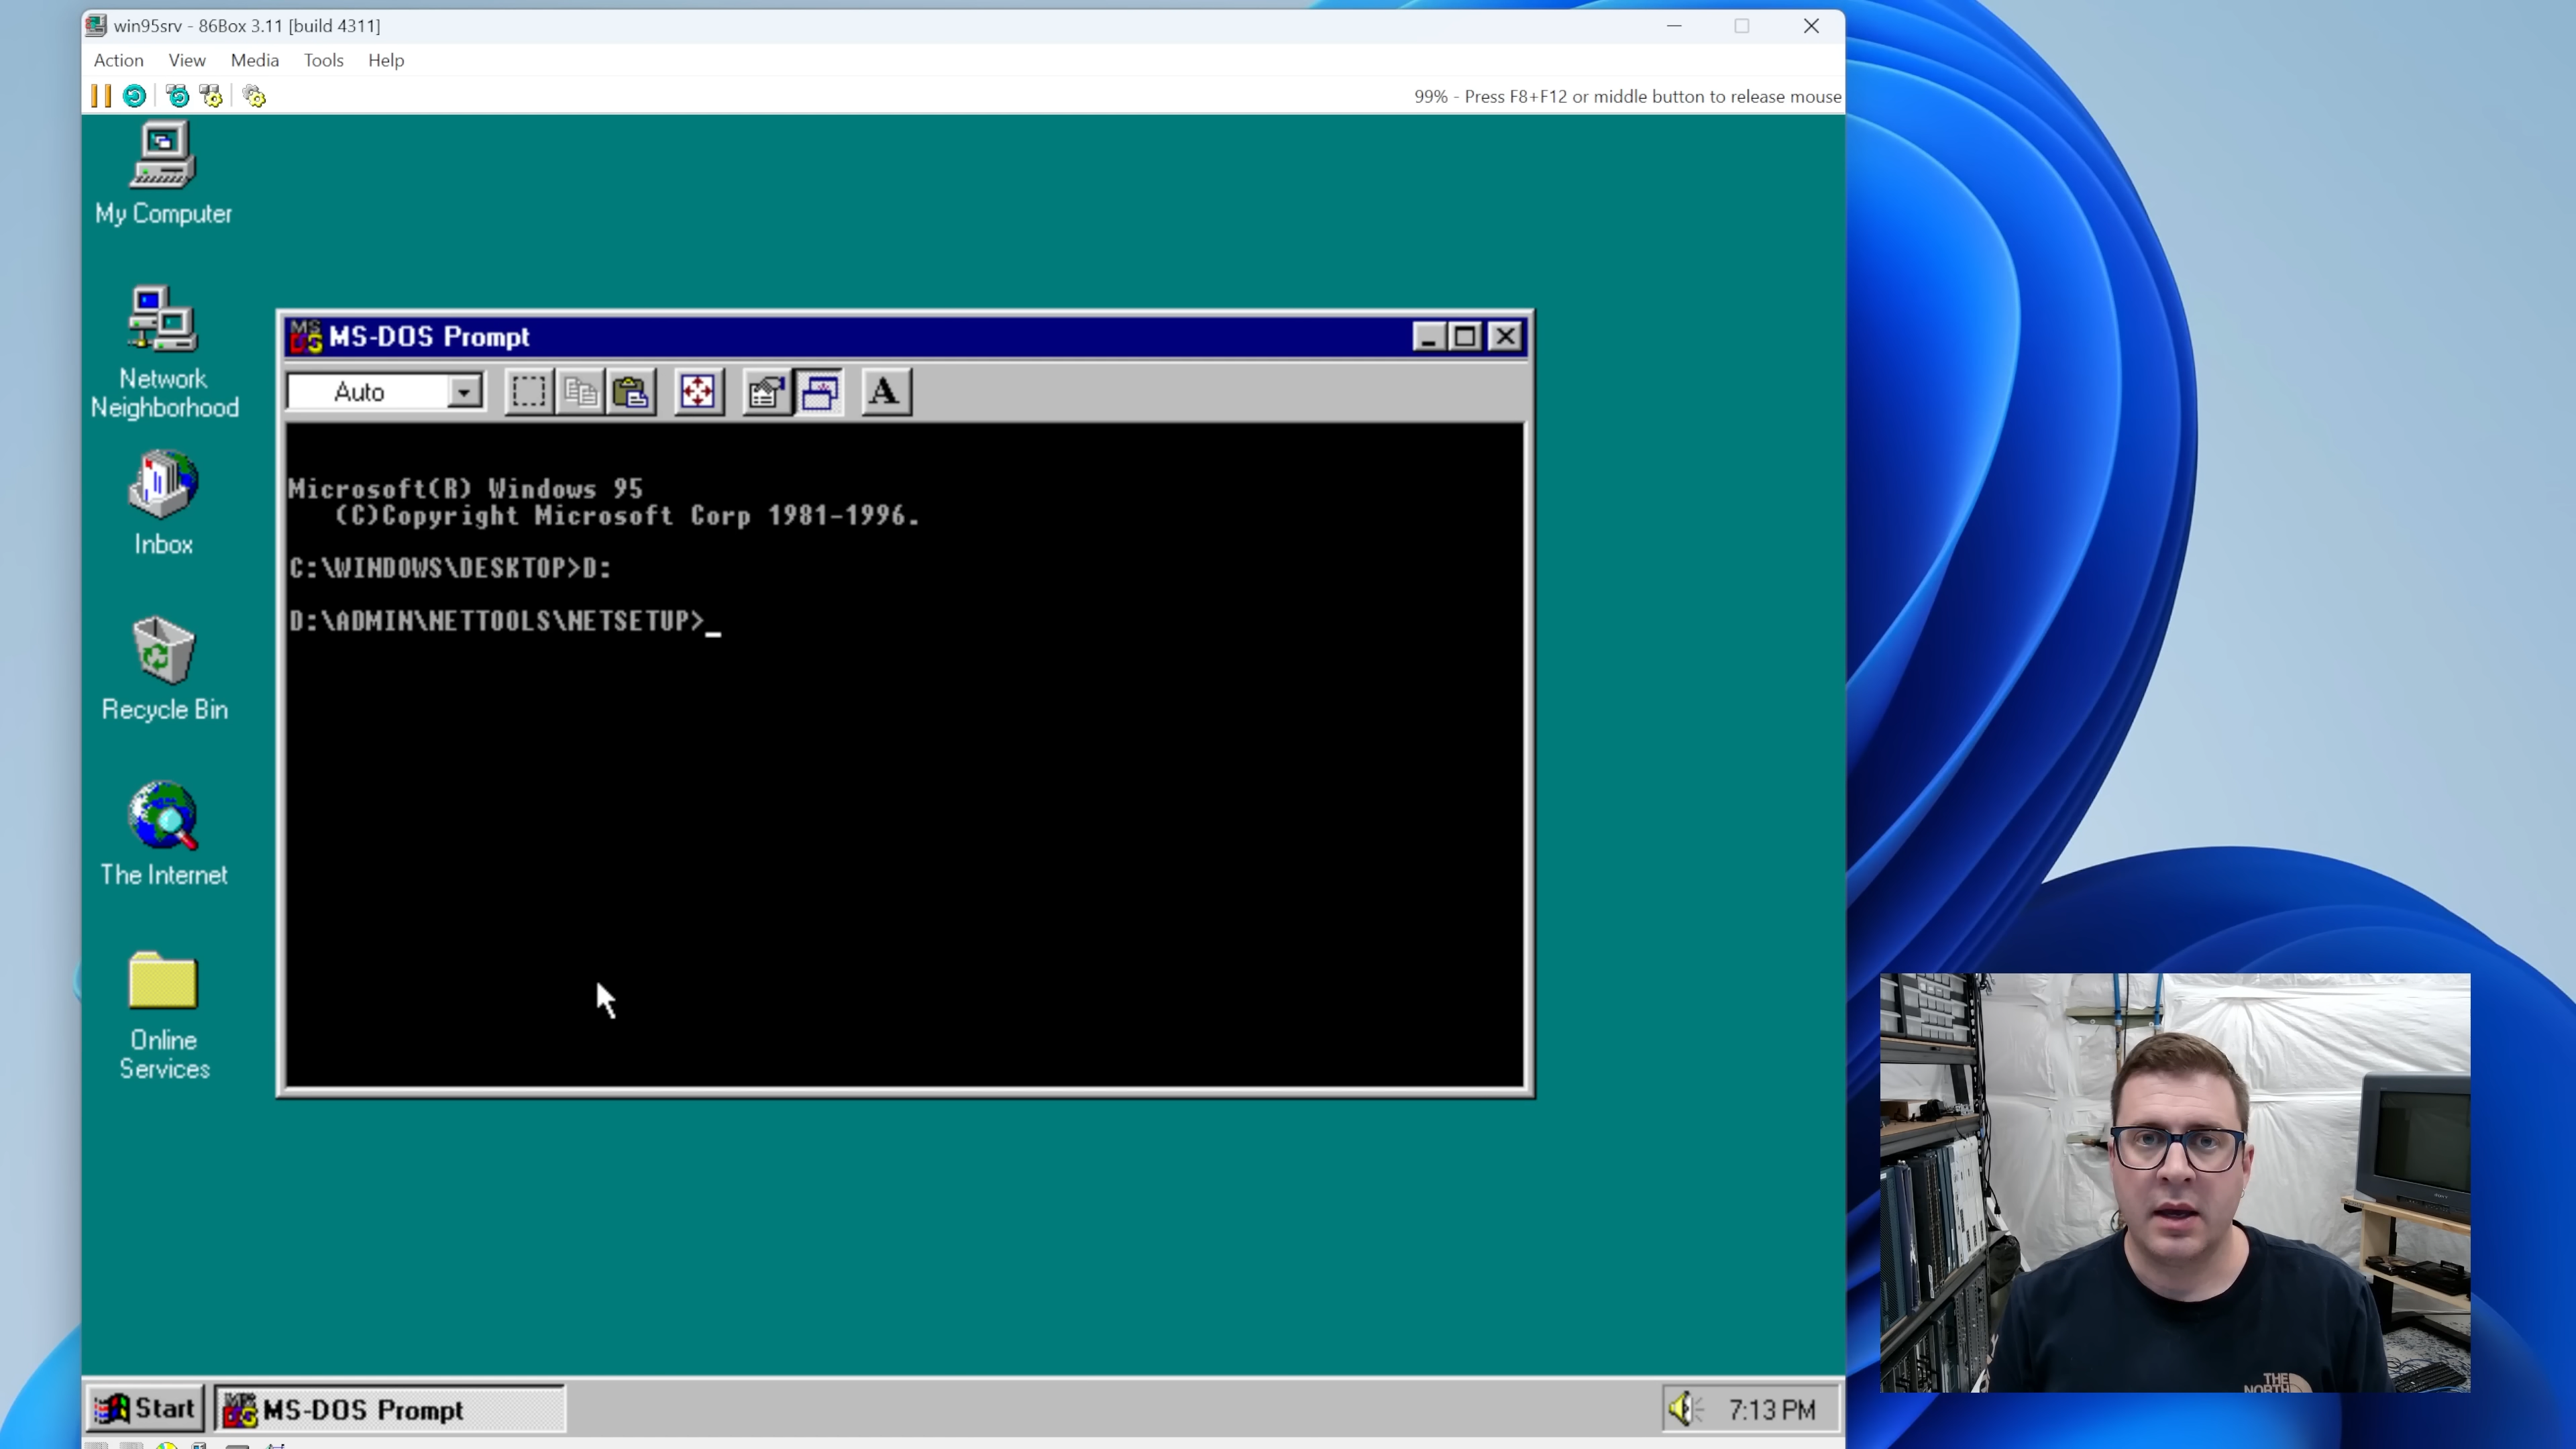 win95srv - 86Box 3.11 [build 4311]
Action View Media Tools Help
99% - Press F8+F12 or middle button to release mouse
My Computer
Network
Neighborhood
Inbox
Recycle Bin
The Internet
Online
Services
MS-DOS Prompt
Auto
A
Microsoft(R) Windows 95
(C)Copyright Microsoft Corp 1981-1996.
C:\WINDOWS\DESKTOP>D:
D:\ADMIN\NETTOOLS\NETSETUP>_
Start
MS-DOS Prompt
7:13 PM
THE
NORTH